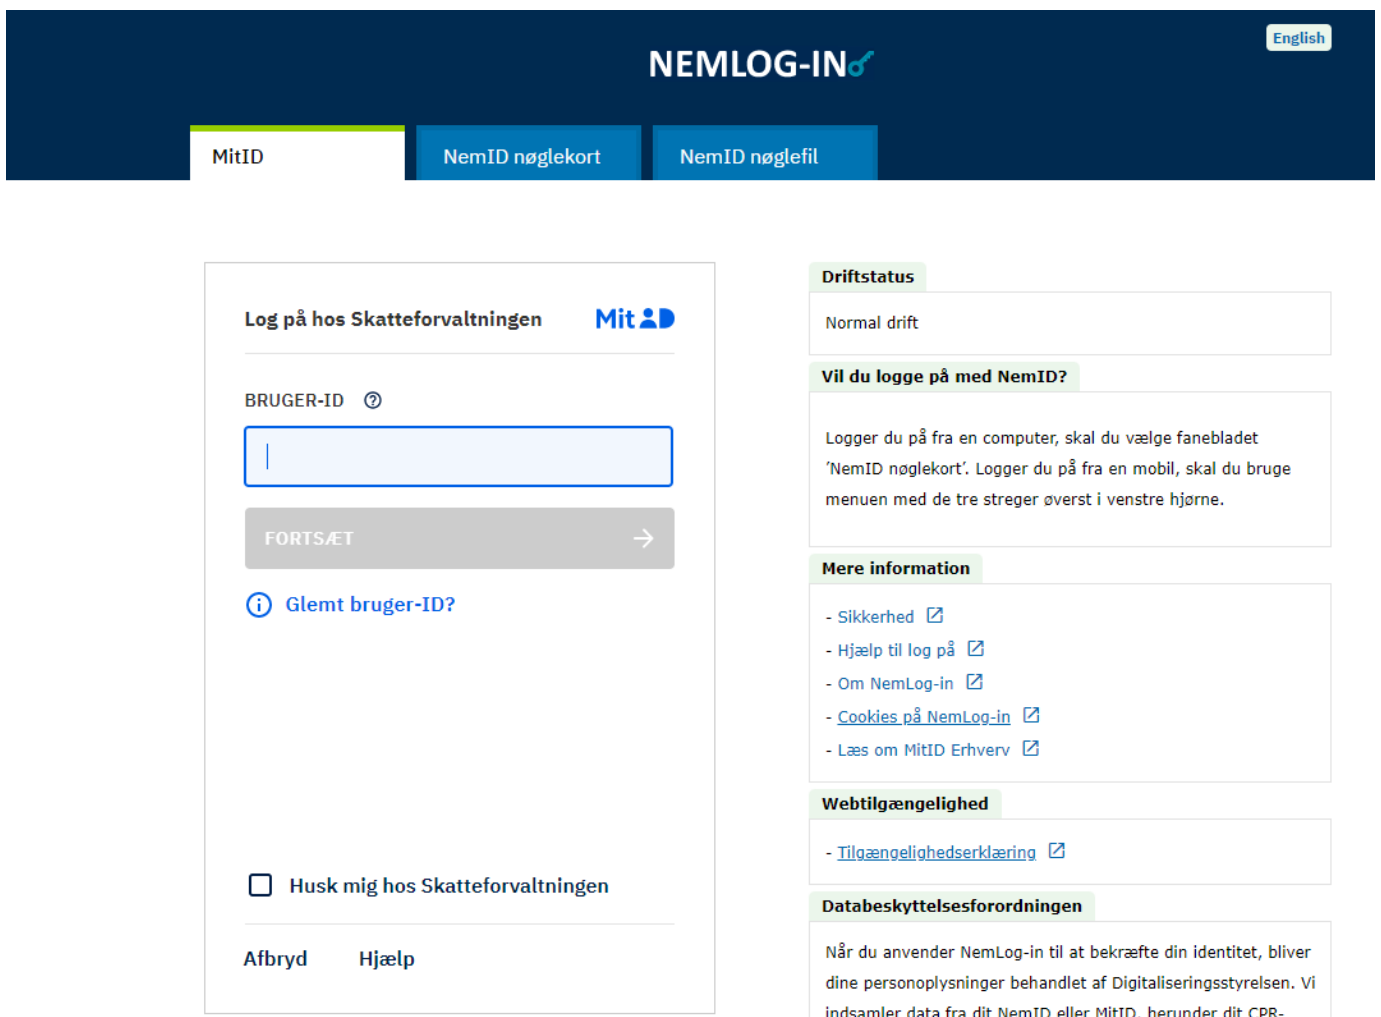 English
NEMLOG-IN
MitID
NemID nøglekort
NemID nøglefil
Log på hos Skatteforvaltningen
Mit
BRUGER-ID
FORTSÆT
Glemt bruger-ID?
Husk mig hos Skatteforvaltningen
Afbryd
Hjælp
Driftstatus
Normal drift
Vil du logge på med NemID?
Logger du på fra en computer, skal du vælge fanebladet
'NemID nøglekort'. Logger du på fra en mobil, skal du bruge
menuen med de tre streger øverst i venstre hjørne.
Mere information
- Sikkerhed
- Hjælp til log på
- Om NemLog-in
- Cookies på NemLog-in
- Læs om MitID Erhverv
Webtilgængelighed
- Tilgængelighedserklæring
Databeskyttelsesforordningen
Når du anvender NemLog-in til at bekræfte din identitet, bliver
dine personoplysninger behandlet af Digitaliseringsstyrelsen. Vi
indsamler data fra dit NemID eller MitID, herunder dit CPR-